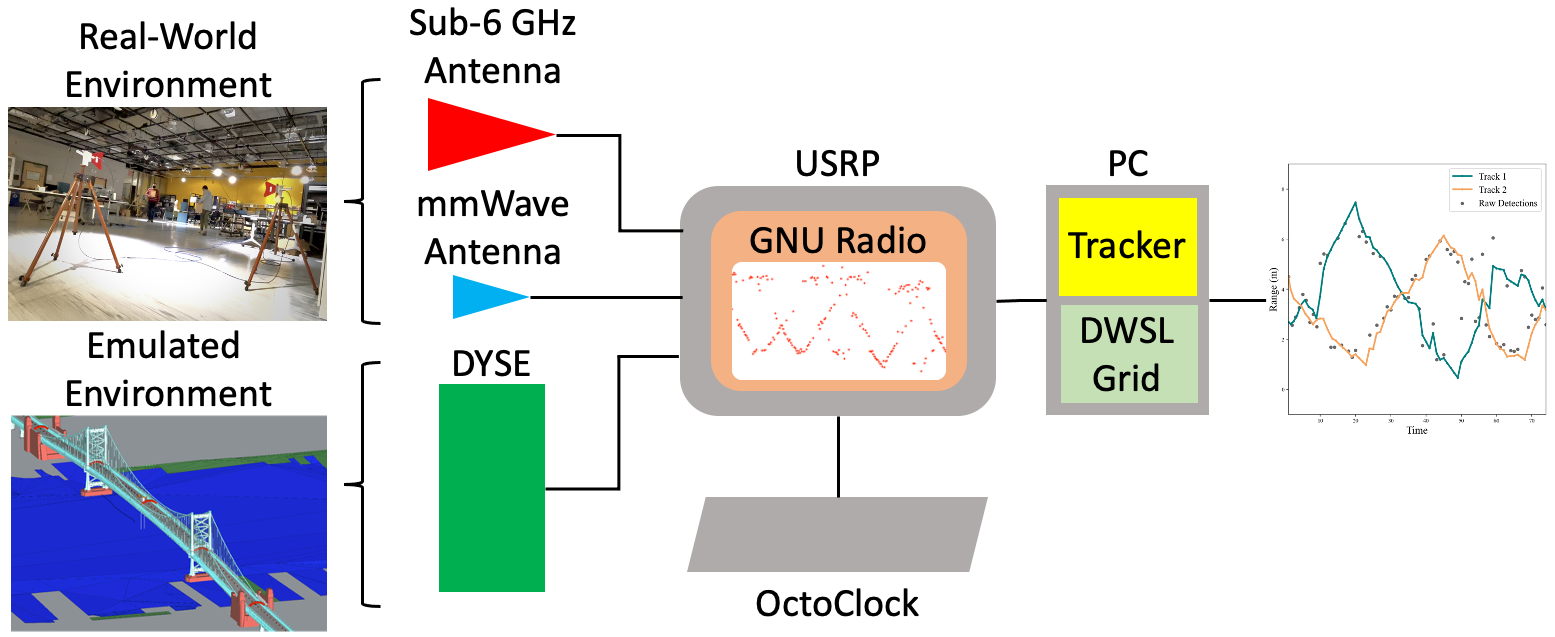 Real-World
Environment
Sub-6 GHz
Antenna
mmWave
Antenna
Emulated
Environment
DYSE
USRP
GNU Radio
OctoClock
PC
Tracker
DWSL
Grid
Track 1
Track 2
Raw Detections
Range (m)
8
6
4
2
0
10
20
30
40
50
60
70
Time